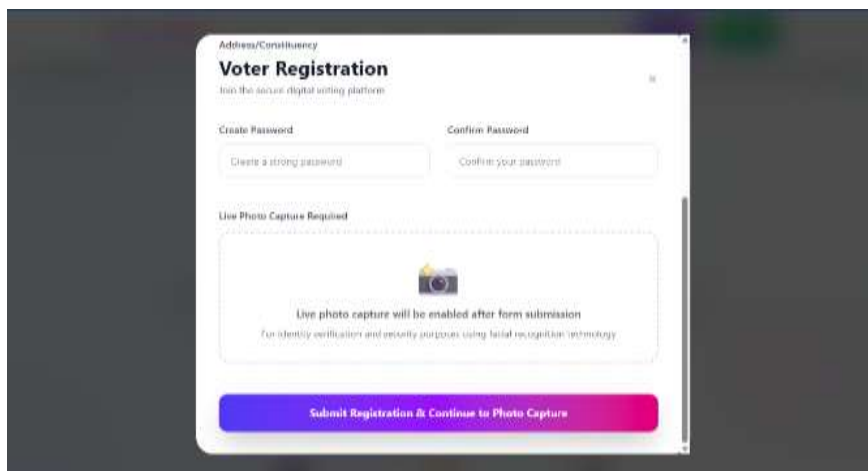 Address/Constituency
Voter Registration
Join the secure digital voting platform
Create Password Confirm Password
Create a strong password Confirm your password
Live Photo Capture Required
Live photo capture will be enabled after form submission
For identity verification and security purposes using facial recognition technology
Submit Registration & Continue to Photo Capture